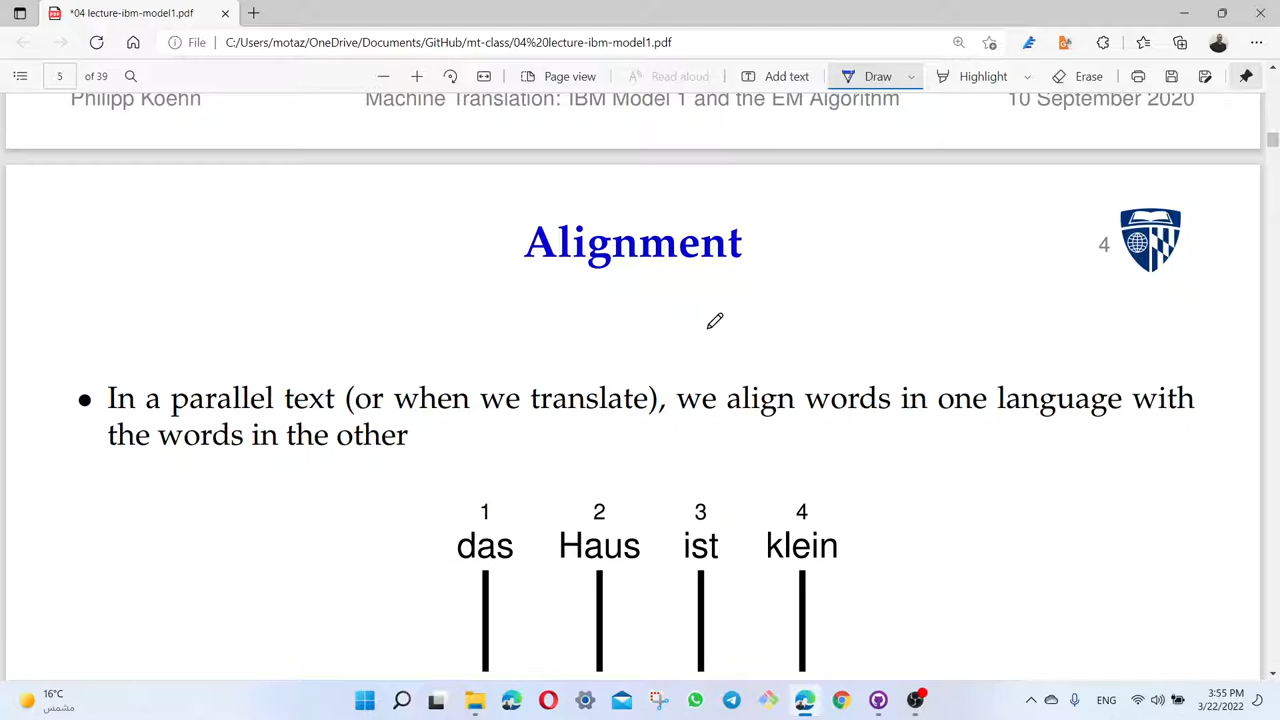 *04 lecture-ibm-model1.pdf
File C:/Users/motaz/OneDrive/Documents/GitHub/mt-class/04%20lecture-ibm-model1.pdf
5 of 39 Page view Read aloud Add text Draw Highlight Erase
Philipp Koehn Machine Translation: IBM Model 1 and the EM Algorithm 10 September 2020
Alignment 4
• In a parallel text (or when we translate), we align words in one language with
the words in the other
1 2 3 4
das Haus ist klein
16°C
مشمس
ENG
3:55 PM
3/22/2022